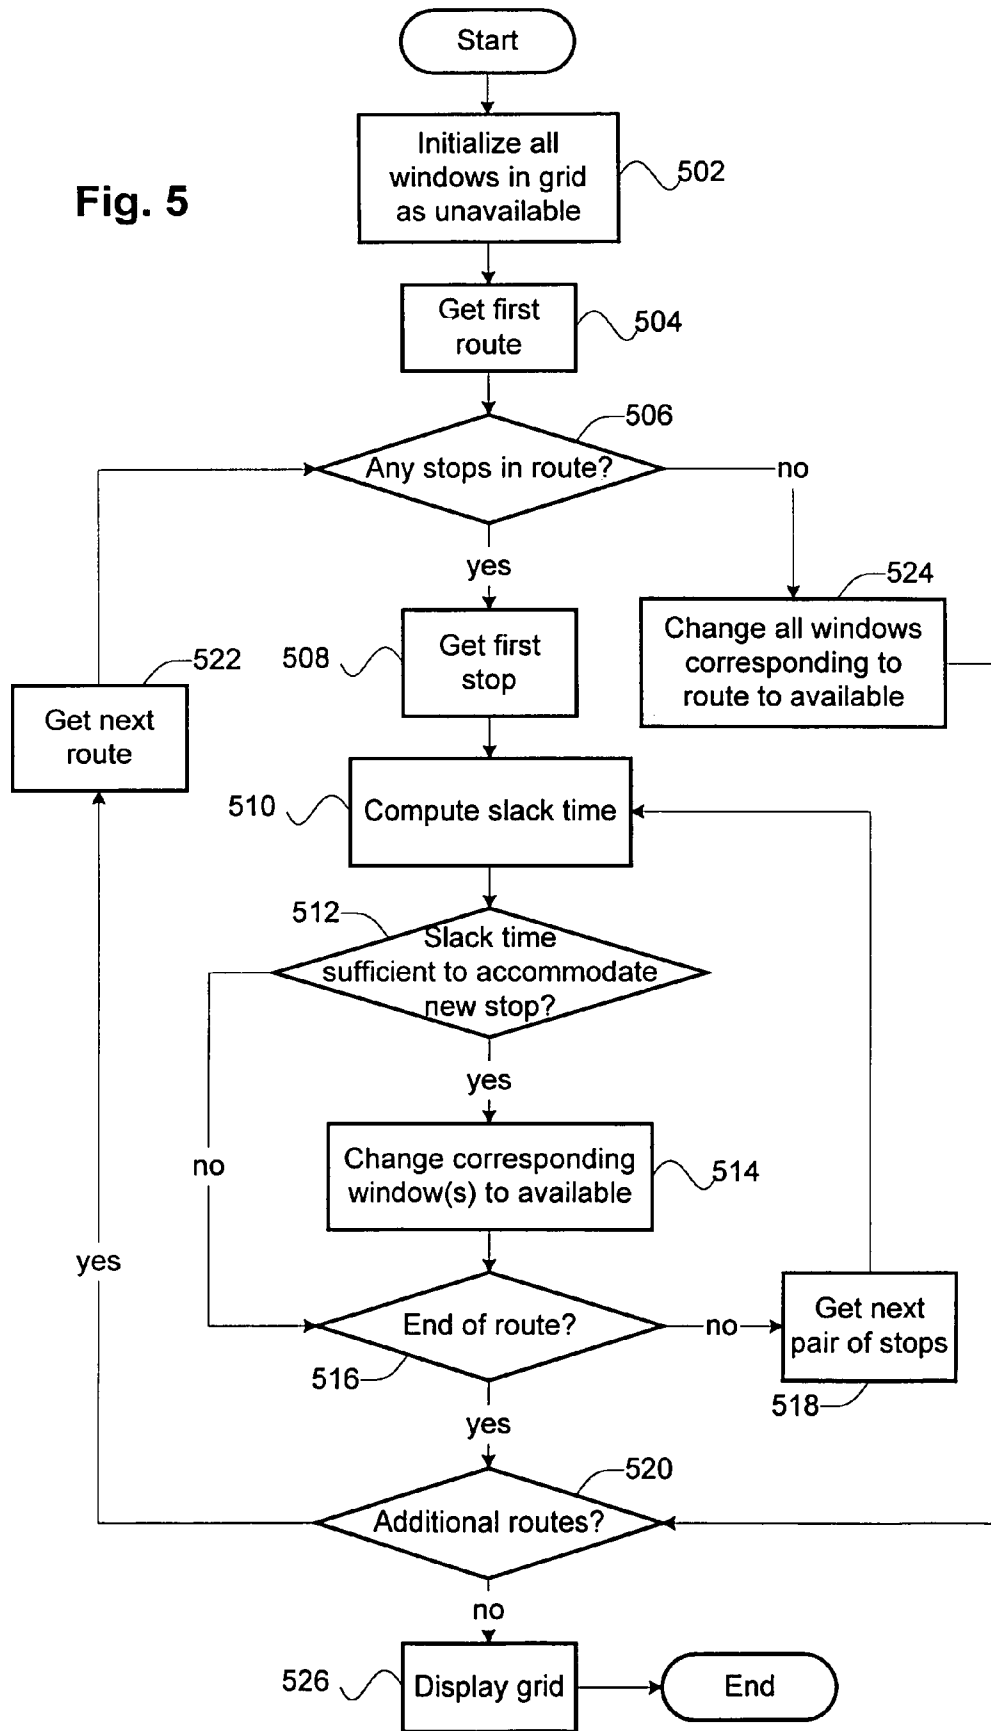 Start
Initialize all
windows in grid
as unavailable
502
Fig. 5
Get first
route
504
506
Any stops in route?
no
yes
524
Change all windows
corresponding to
route to available
508
Get first
stop
522
Get next
route
510
Compute slack time
512
Slack time
sufficient to accommodate
new stop?
yes
no
Change corresponding
window(s) to available
514
yes
End of route?
no
Get next
pair of stops
516
518
yes
520
Additional routes?
no
526
Display grid
End